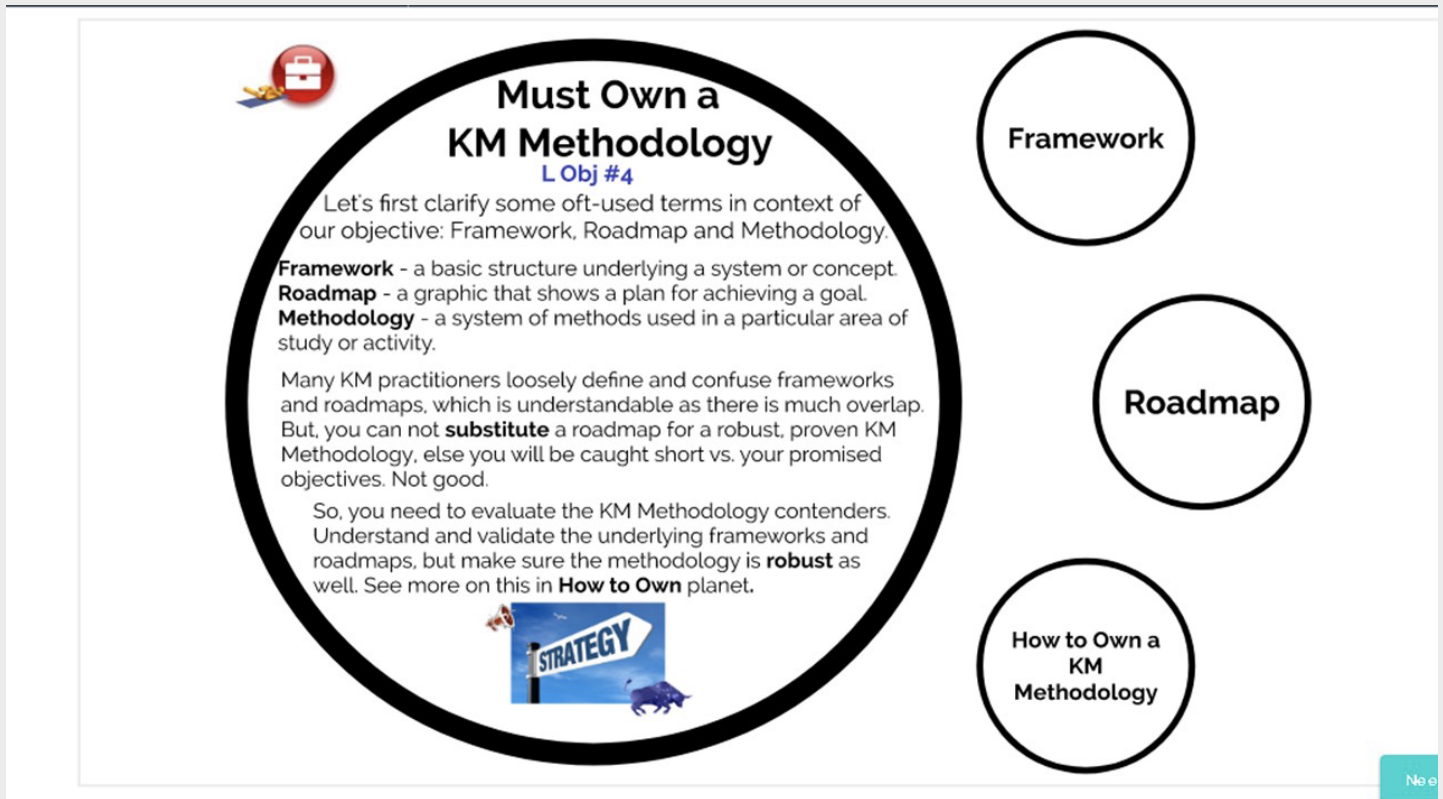 Must Own a
KM Methodology
L Obj #4
Let's first clarify some oft-used terms in context of
our objective: Framework, Roadmap and Methodology.
Framework - a basic structure underlying a system or concept.
Roadmap - a graphic that shows a plan for achieving a goal.
Methodology - a system of methods used in a particular area of
study or activity.
Many KM practitioners loosely define and confuse frameworks
and roadmaps, which is understandable as there is much overlap.
But, you can not substitute a roadmap for a robust, proven KM
Methodology, else you will be caught short vs. your promised
objectives. Not good.
So, you need to evaluate the KM Methodology contenders.
Understand and validate the underlying frameworks and
roadmaps, but make sure the methodology is robust as
well. See more on this in How to Own planet.
STRATEGY
Framework
Roadmap
How to Own a
KM
Methodology